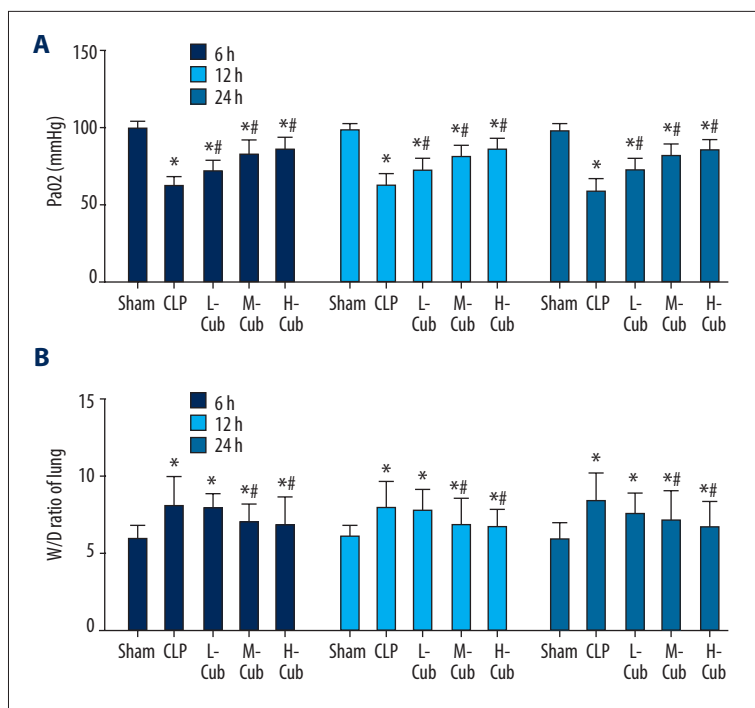 A
6 h
12 h
24 h
150
100
50
0
Pa02 (mmHg)
* *# *# *# * *# *# *# * *# *# *#
Sham CLP L-Cub M-Cub H-Cub Sham CLP L-Cub M-Cub H-Cub Sham CLP L-Cub M-Cub H-Cub
B
6 h
12 h
24 h
15
10
5
0
W/D ratio of lung
* * *# *# * * *# *# * * *# *#
Sham CLP L-Cub M-Cub H-Cub Sham CLP L-Cub M-Cub H-Cub Sham CLP L-Cub M-Cub H-Cub